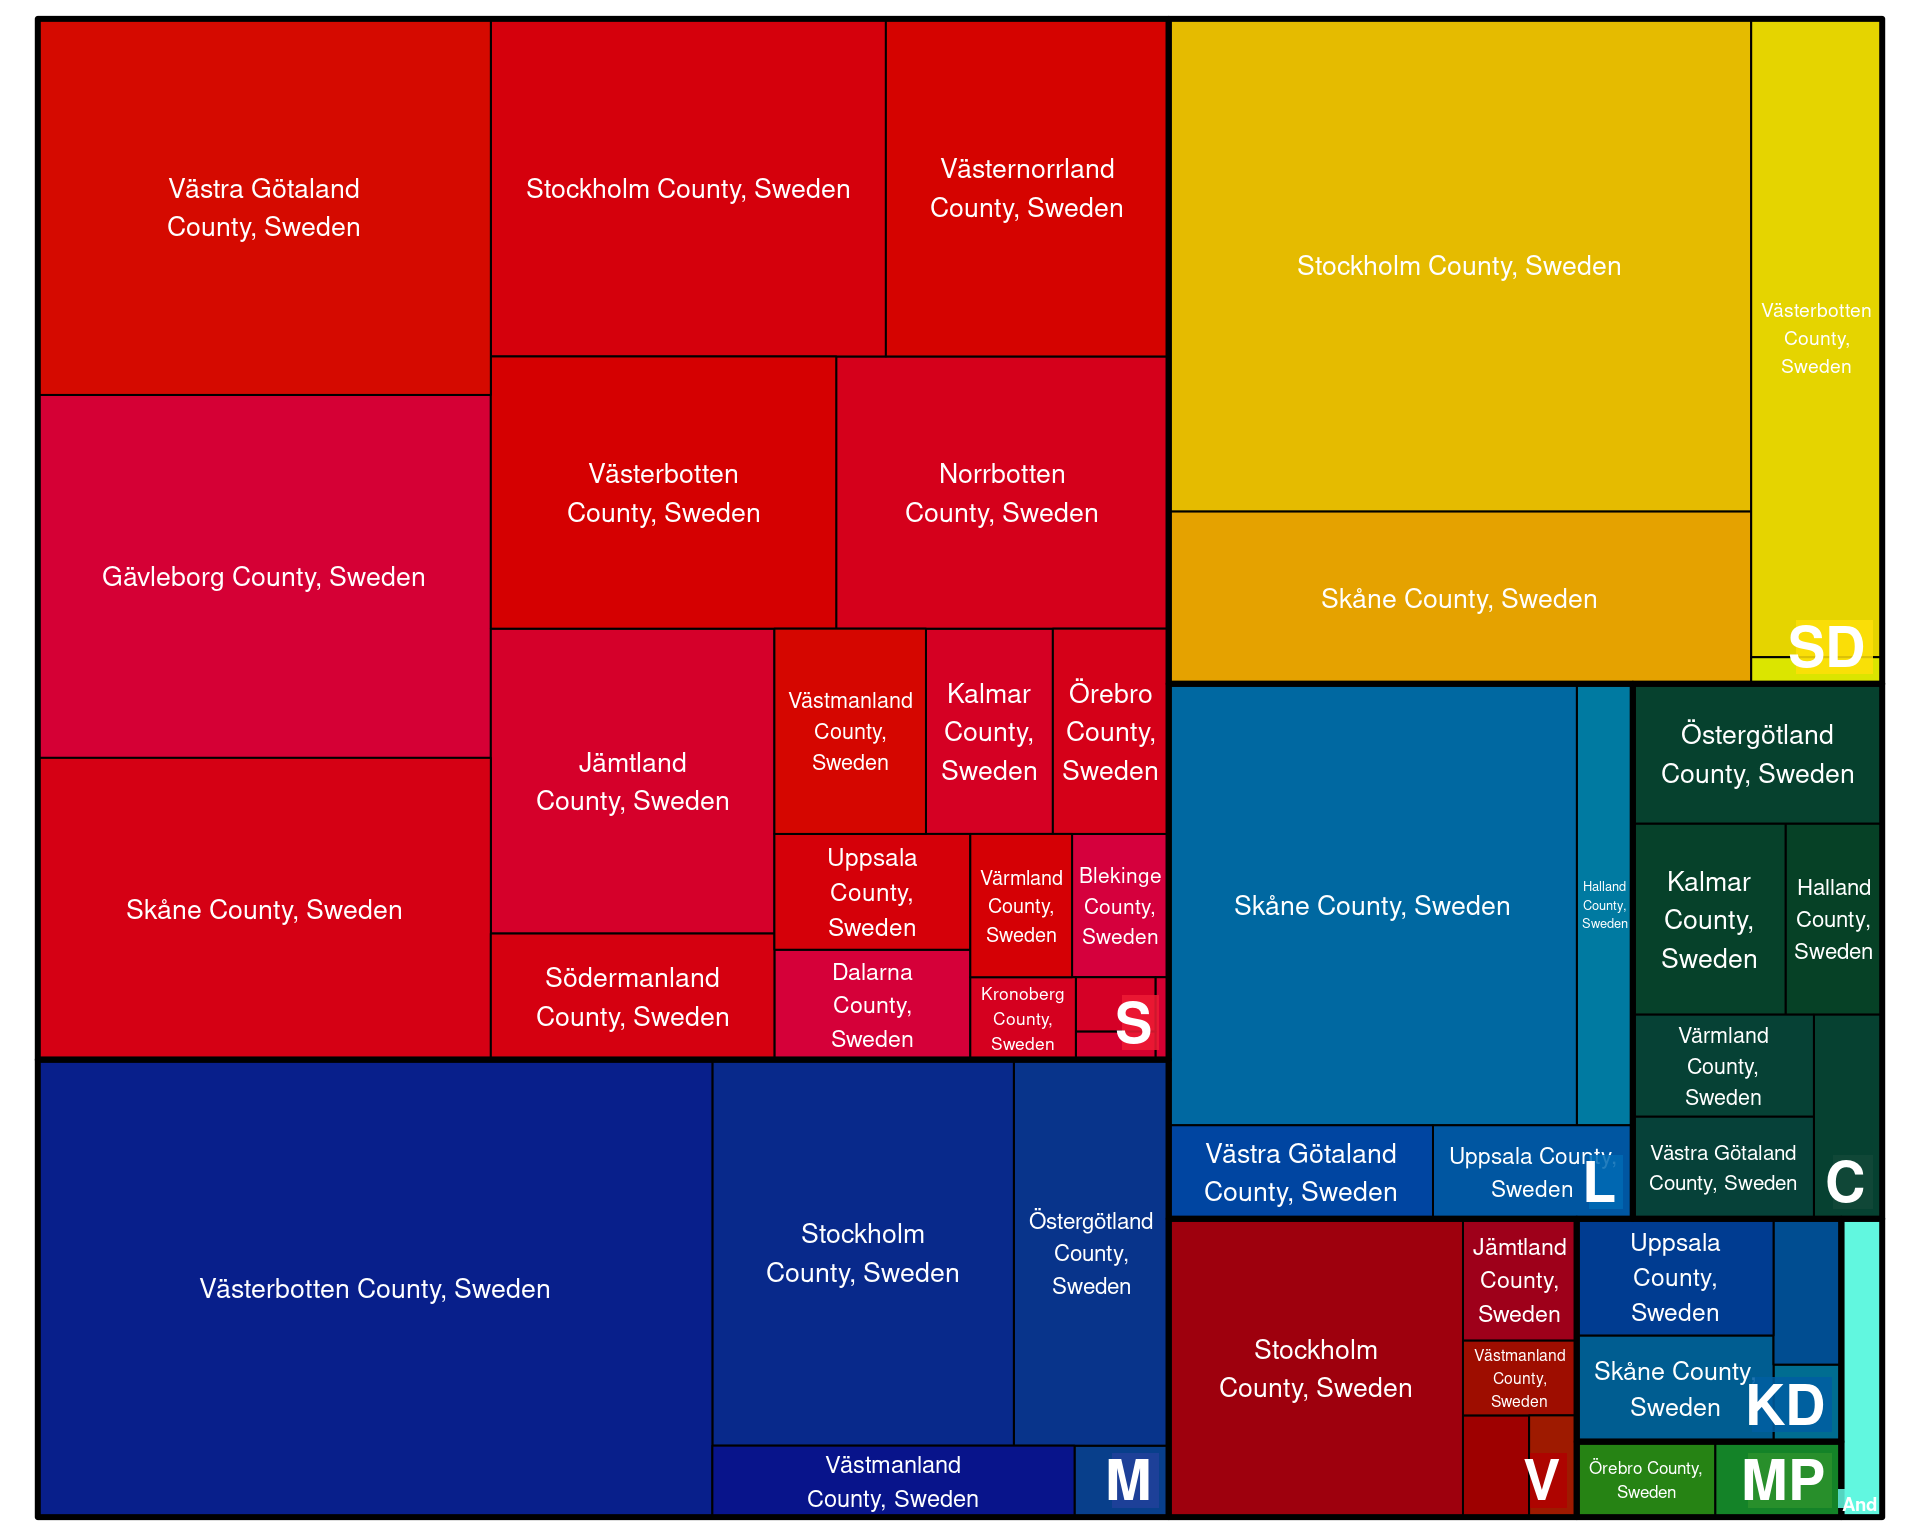 Västra Götaland
County, Sweden
Stockholm County, Sweden
Västernorrland
County, Sweden
Gävleborg County, Sweden
Västerbotten
County, Sweden
Norrbotten
County, Sweden
Skåne County, Sweden
Jämtland
County, Sweden
Södermanland
County, Sweden
Västmanland
County,
Sweden
Kalmar
County,
Sweden
Örebro
County,
Sweden
Uppsala
County,
Sweden
Värmland
County,
Sweden
Blekinge
County,
Sweden
Dalarna
County,
Sweden
Kronoberg
County,
Sweden
S
Västerbotten County, Sweden
Stockholm
County, Sweden
Östergötland
County,
Sweden
Västmanland
County, Sweden
M
Stockholm County, Sweden
Västerbotten
County,
Sweden
Skåne County, Sweden
SD
Skåne County, Sweden
Halland
County,
Sweden
Västra Götaland
County, Sweden
Uppsala County,
Sweden
L
Östergötland
County, Sweden
Kalmar
County,
Sweden
Halland
County,
Sweden
Värmland
County,
Sweden
Västra Götaland
County, Sweden
C
Stockholm
County, Sweden
Jämtland
County,
Sweden
Västmanland
County,
Sweden
V
Uppsala
County,
Sweden
Skåne County,
Sweden
KD
Örebro County,
Sweden
MP
And